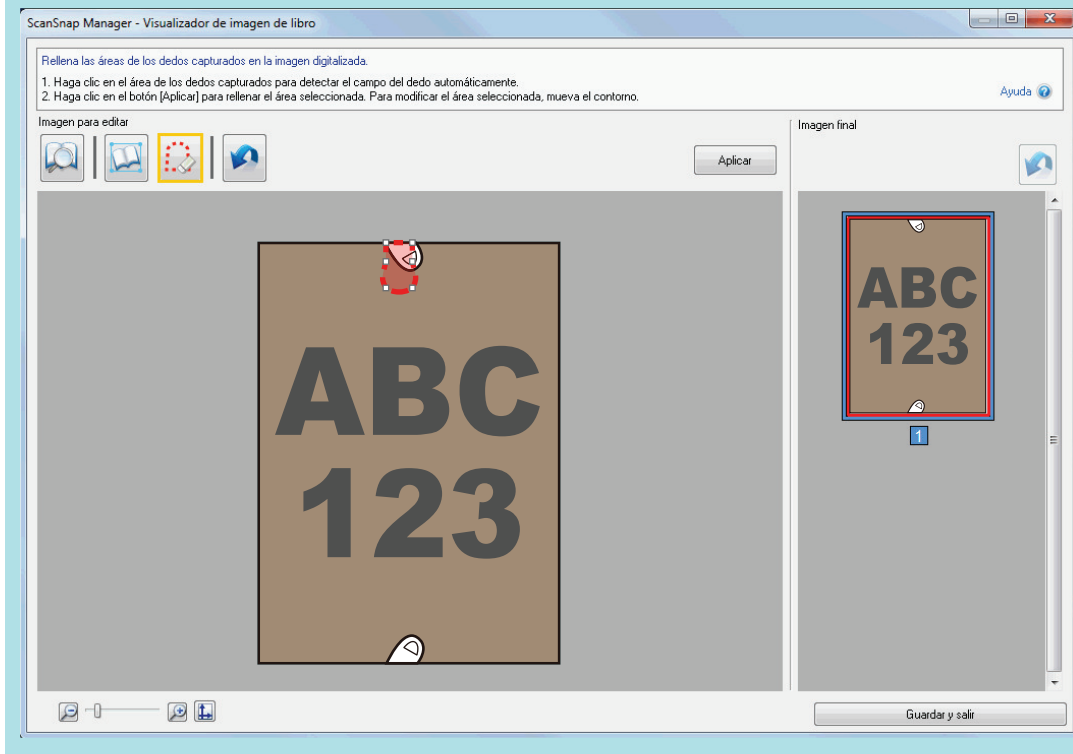 ScanSnap Manager - Visualizador de imagen de libro
Rellena las áreas de los dedos capturados en la imagen digitalizada.
1. Haga clic en el área de los dedos capturados para detectar el campo del dedo automáticamente.
2. Haga clic en el botón [Aplicar] para rellenar el área seleccionada. Para modificar el área seleccionada, mueva el contorno.
Ayuda
Imagen para editar
Aplicar
ABC
123
Imagen final
ABC
123
1
Guardar y salir